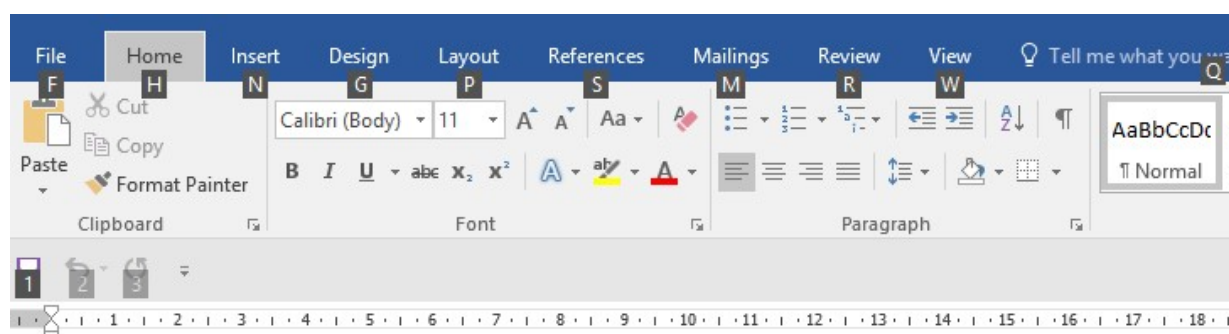 File Home Insert Design Layout References Mailings Review View Tell me what you
F H N G P S M R W Q
Cut
Calibri (Body) 11 A A Aa A
Copy
Paste
Format Painter
B I U abc X₂ X² A ab A
AaBbCcDc
¶ Normal
Clipboard Font Paragraph
1 2 3
1 2 3 4 5 6 7 8 9 10 11 12 13 14 15 16 17 18